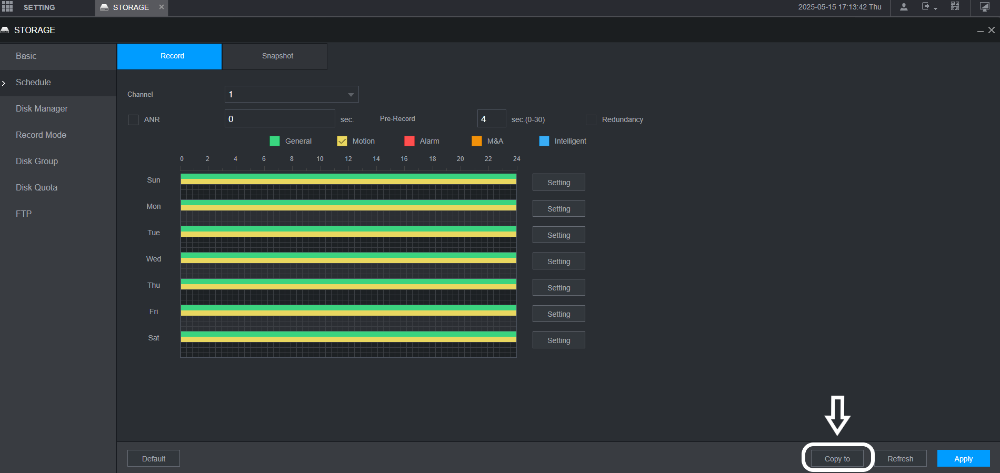 SETTING STORAGE × 2025-05-15 17:13:42 Thu
STORAGE
Basic
Schedule
Disk Manager
Record Mode
Disk Group
Disk Quota
FTP
Record Snapshot
Channel 1
ANR 0 sec. Pre-Record 4 sec.(0-30) Redundancy
General Motion Alarm M&A Intelligent
0 2 4 6 8 10 12 14 16 18 20 22 24
Sun Setting
Mon Setting
Tue Setting
Wed Setting
Thu Setting
Fri Setting
Sat Setting
Default Copy to Refresh Apply